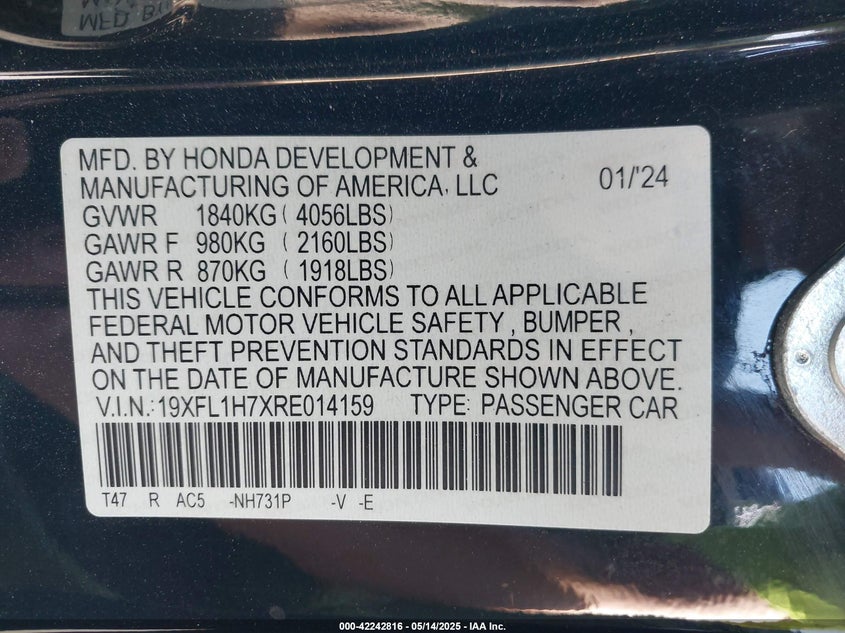 MFD. BY HONDA DEVELOPMENT &
MANUFACTURING OF AMERICA, LLC 01/'24
GVWR 1840KG ( 4056LBS)
GAWR F 980KG ( 2160LBS)
GAWR R 870KG ( 1918LBS)
THIS VEHICLE CONFORMS TO ALL APPLICABLE
FEDERAL MOTOR VEHICLE SAFETY , BUMPER ,
AND THEFT PREVENTION STANDARDS IN EFFECT
ON THE DATE OF MANUFACTURE SHOWN ABOVE.
V.I.N.:19XFL1H7XRE014159 TYPE: PASSENGER CAR
T47 R AC5 -NH731P -V -E
000-42242816 - 05/14/2025 - IAA Inc.